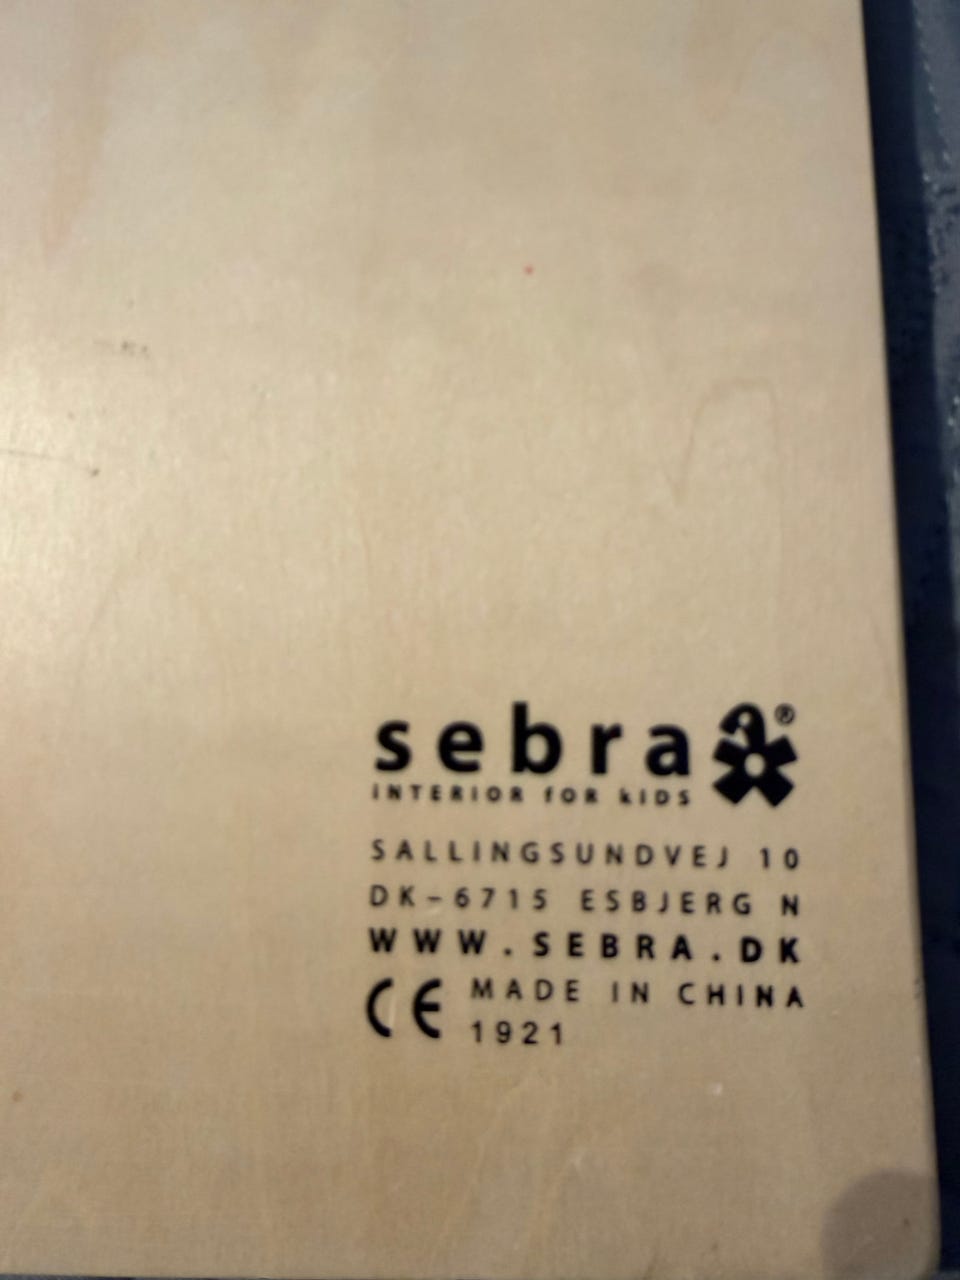 sebra®
INTERIOR fOR kIDS
SALLINGSUNDVEJ 10
DK-6715 ESBJERG N
WWW.SEBRA.DK
CE MADE IN CHINA
1921